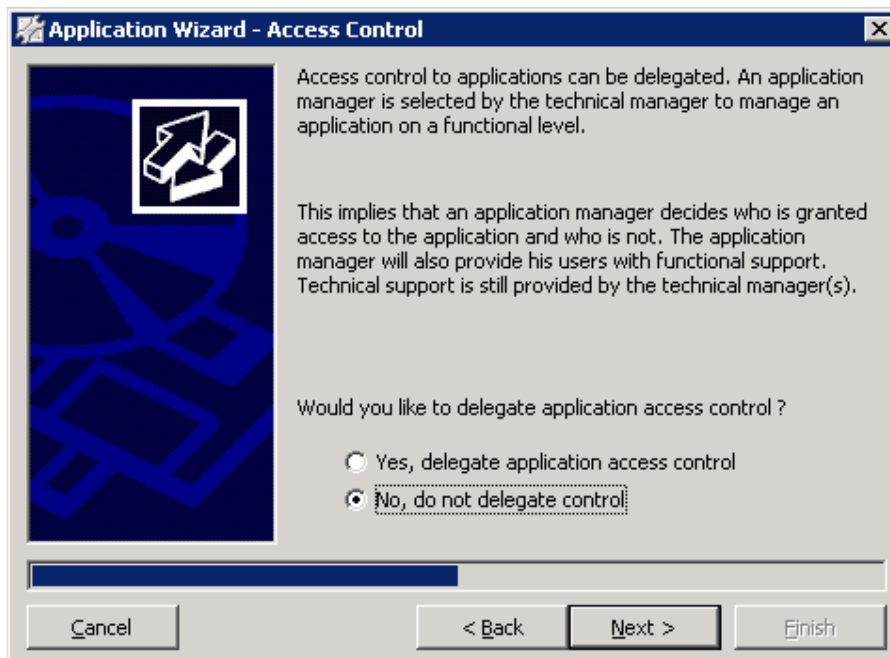 Application Wizard - Access Control
Access control to applications can be delegated. An application
manager is selected by the technical manager to manage an
application on a functional level.
This implies that an application manager decides who is granted
access to the application and who is not. The application
manager will also provide his users with functional support.
Technical support is still provided by the technical manager(s).
Would you like to delegate application access control ?
Yes, delegate application access control
No, do not delegate control
Cancel
< Back
Next >
Finish